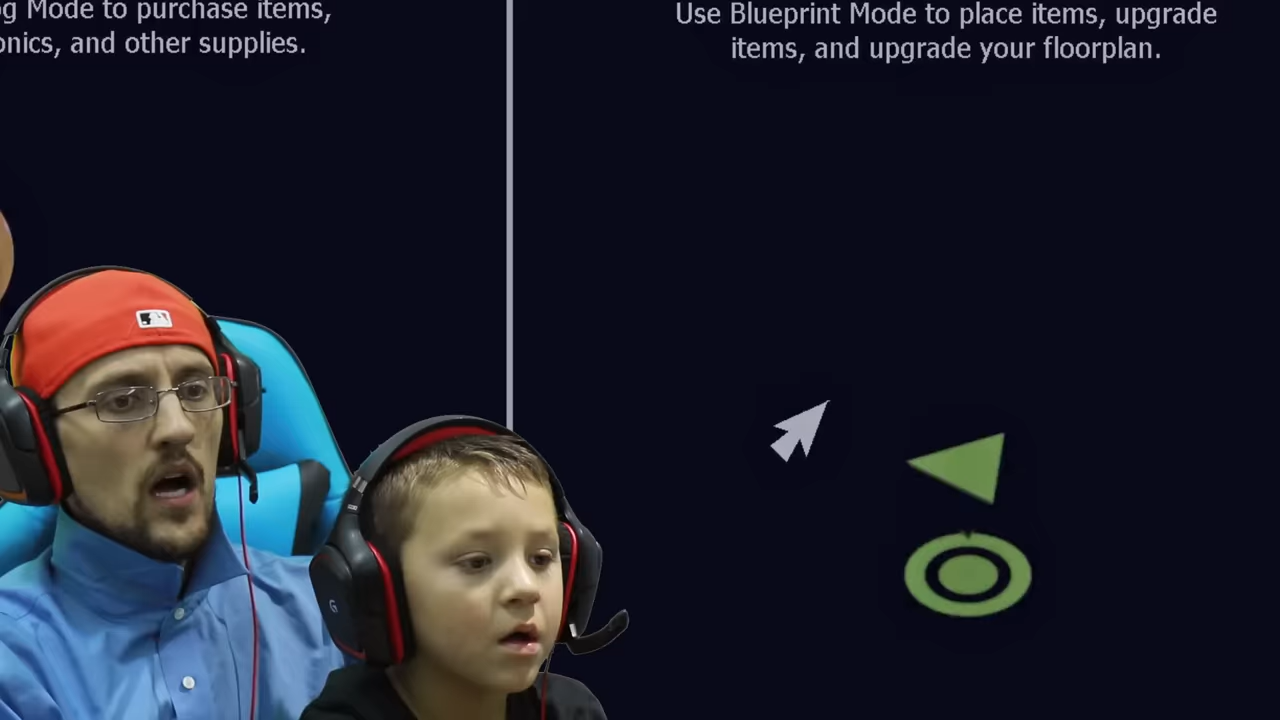 g Mode to purchase items,
onics, and other supplies.
Use Blueprint Mode to place items, upgrade
items, and upgrade your floorplan.